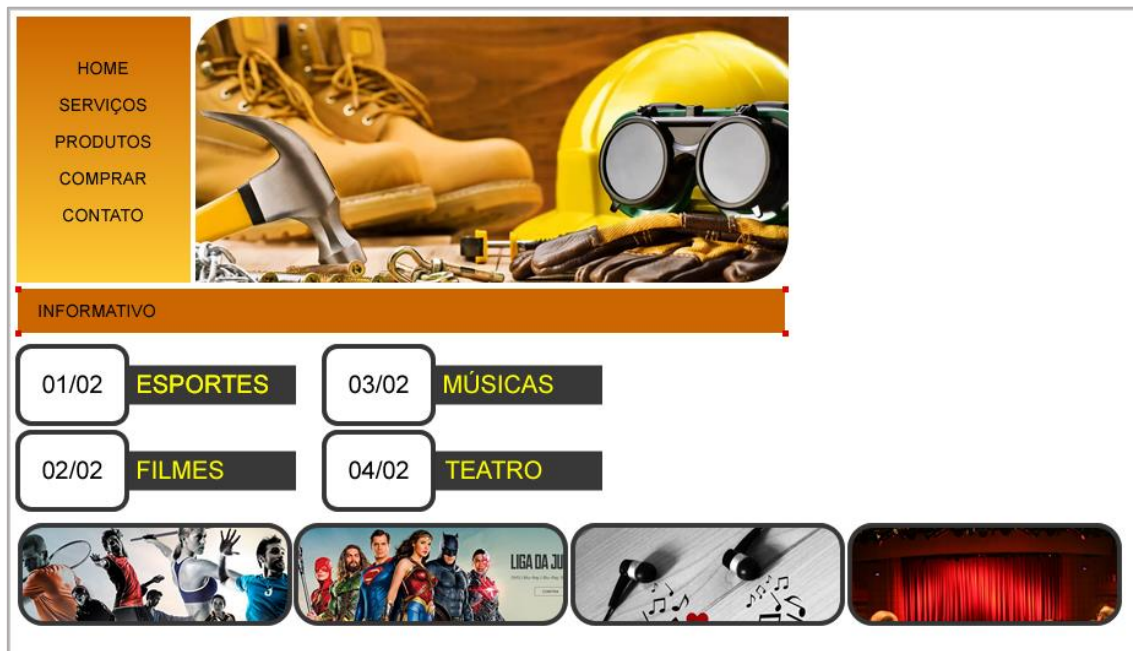 HOME
SERVIÇOS
PRODUTOS
COMPRAR
CONTATO
INFORMATIVO
01/02 ESPORTES
03/02 MÚSICAS
02/02 FILMES
04/02 TEATRO
LIGA DA JU